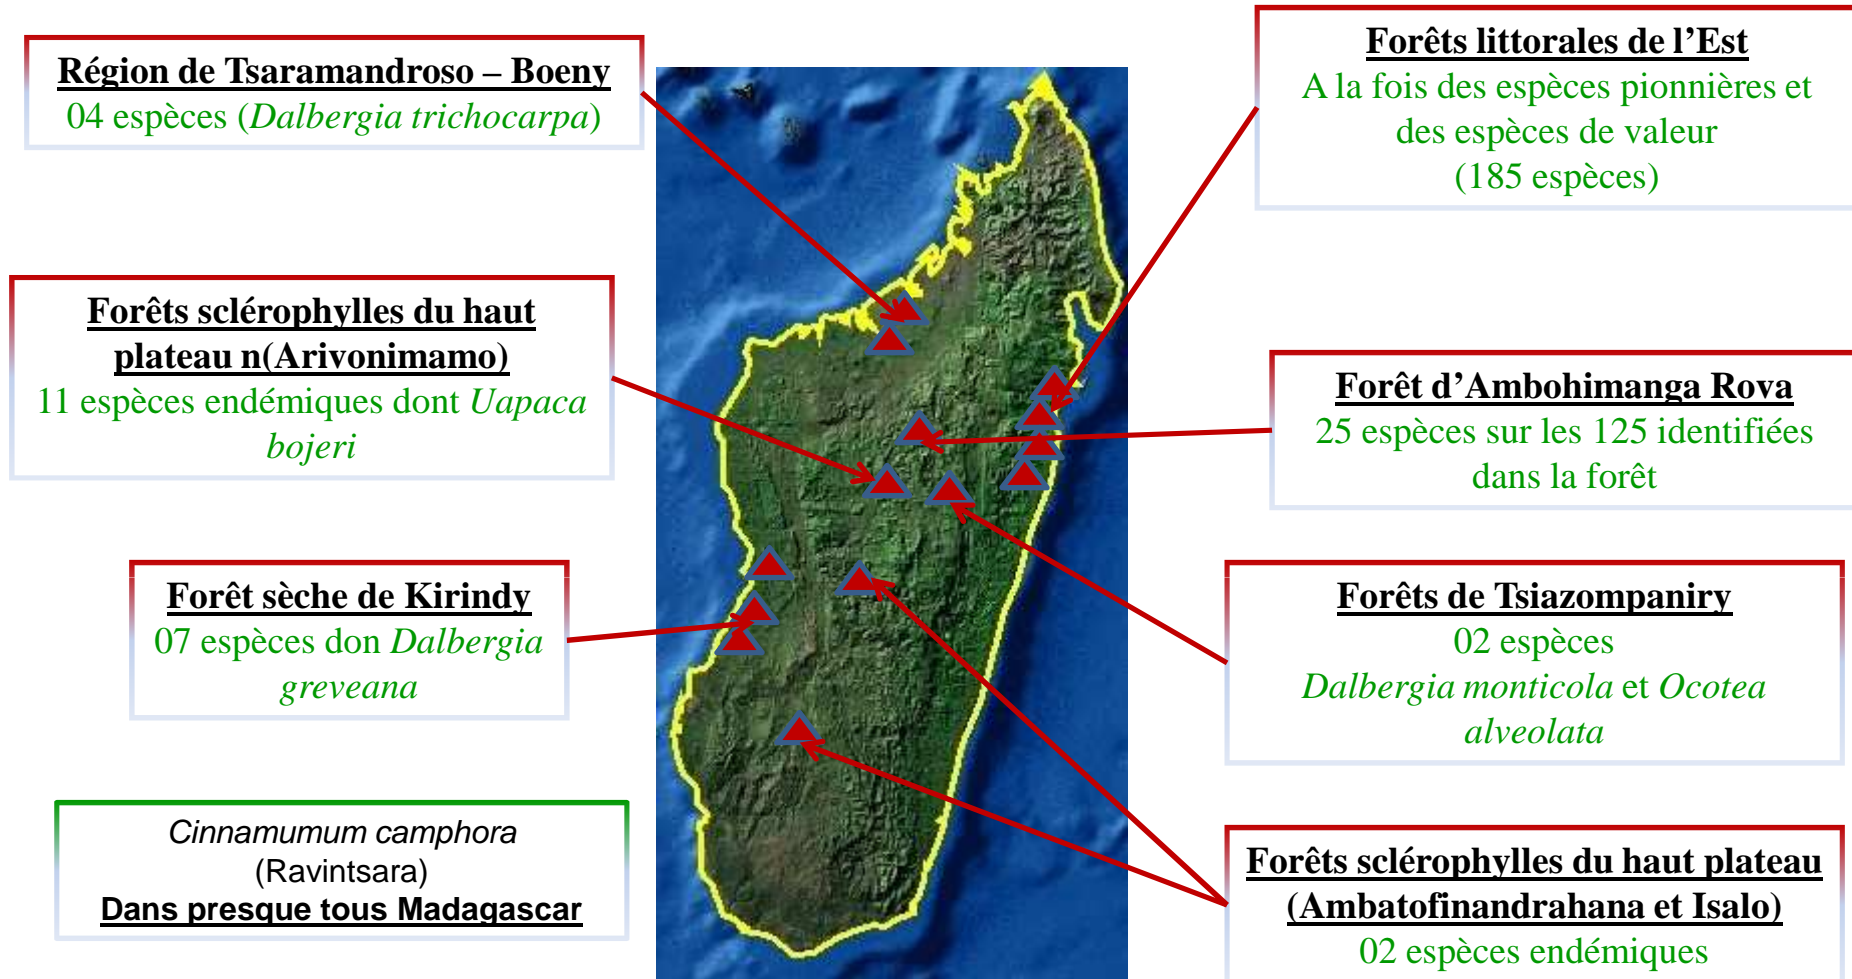 Région de Tsaramandroso – Boeny
04 espèces (Dalbergia trichocarpa)
Forêts sclérophylles du haut
plateau n(Arivonimamo)
11 espèces endémiques dont Uapaca
bojeri
Forêt sèche de Kirindy
07 espèces don Dalbergia
greveana
Cinnamumum camphora
(Ravintsara)
Dans presque tous Madagascar
Forêts littorales de l’Est
A la fois des espèces pionnières et
des espèces de valeur
(185 espèces)
Forêt d’Ambohimanga Rova
25 espèces sur les 125 identifiées
dans la forêt
Forêts de Tsiazompaniry
02 espèces
Dalbergia monticola et Ocotea
alveolata
Forêts sclérophylles du haut plateau
(Ambatofinandrahana et Isalo)
02 espèces endémiques